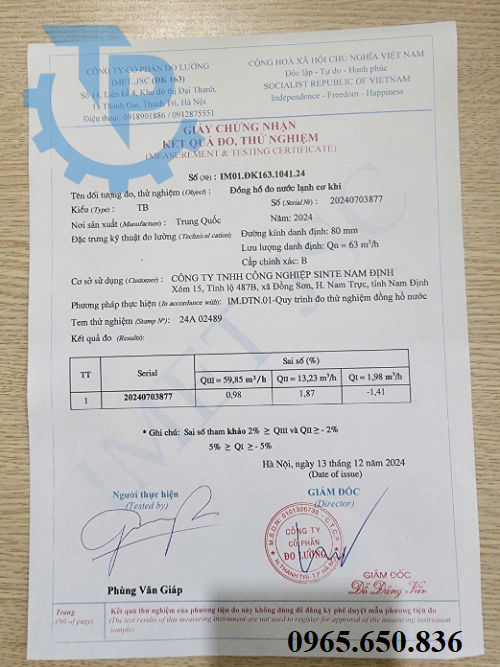 CÔNG TY CỔ PHẦN ĐO LƯỜNG
IMET.,JSC (ĐK 163)
Số 14, Liền kề 4, Khu đô thị Đại Thanh,
Tả Thanh Oai, Thanh Trì, Hà Nội
Điện thoại: 0918901886 / 0912875551
CỘNG HOÀ XÃ HỘI CHỦ NGHĨA VIỆT NAM
Dôc lập - Tự do - Hạnh phúc
SOCIALIST REPUBLIC OF VIETNAM
Independence - Freedom - Happiness
GIẤY CHỨNG NHẬN
KẾT QUẢ ĐO, THỬ NGHIỆM
(MEASUREMENT & TESTING CERTIFICATE)
Số (№) : IM01.ĐK163.1041.24
Tên đối tượng đo, thử nghiệm (Object): Đồng hồ đo nước lạnh cơ khí
Kiểu (Type): TB Số (Serial №) : 20240703877
Nơi sản xuất (Manufacture): Trung Quốc Năm: 2024
Đặc trưng kỹ thuật đo lường (Technical cation) Đường kính danh định: 80 mm
Lưu lượng danh định: Qn = 63 m³/h
Cấp chính xác: B
Cơ sở sử dụng (Customer) : CÔNG TY TNHH CÔNG NGHIỆP SINTE NAM ĐỊNH
Xóm 15, Tỉnh lộ 487B, xã Đồng Sơn, H. Nam Trực, tỉnh Nam Định
Phương pháp thực hiện (In accordance with): IM.DTN.01-Quy trình đo thử nghiệm đồng hồ nước
Tem thử nghiệm (Stamp №): 24A 02489
Kết quả đo (Results):
TT Serial Sai số (%)
QIII = 59,85 m³/h QII = 13,23 m³/h QI = 1,98 m³/h
1 20240703877 0,98 1,87 -1,41
* Ghi chú: Sai số tham khảo 2% ≥ QIII và QII ≥ - 2%
5% ≥ QI ≥ - 5%
Hà Nội, ngày 13 tháng 12 năm 2024
(Date of issue)
Người thực hiện
(Tested by)
GIÁM ĐỐC
(Director)
M.S.D.N: 0101326736 - C.T.C.P
CÔNG TY
CỔ PHẦN
ĐO LƯỜNG
H. THANH TRÌ - T.P HÀ NỘI
Phùng Văn Giáp
GIÁM ĐỐC
Đỗ Đăng Văn
Trang
(№ of page)
Kết quả thử nghiệm của phương tiện đo này không dùng để đăng ký phê duyệt mẫu phương tiện đo
(The test results of this measuring instrument are not used to register for approval of the measuring instrument samples)
IMET JSC
0965.650.836